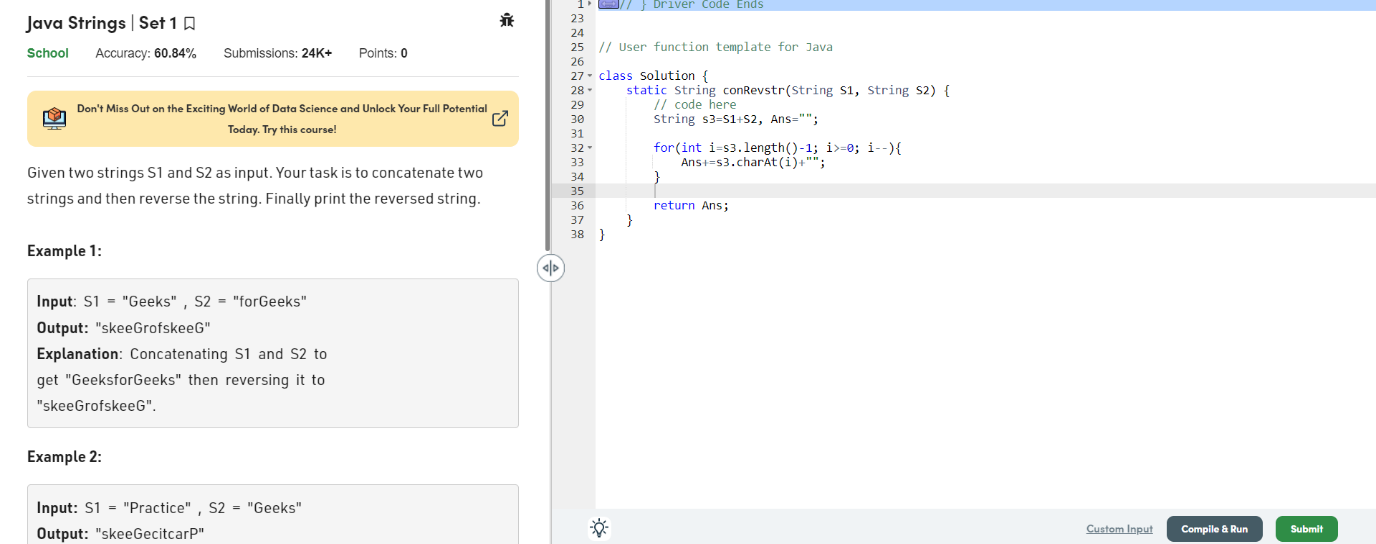 Java Strings | Set 1
School Accuracy: 60.84% Submissions: 24K+ Points: 0
Don't Miss Out on the Exciting World of Data Science and Unlock Your Full Potential
Today. Try this course!
Given two strings S1 and S2 as input. Your task is to concatenate two
strings and then reverse the string. Finally print the reversed string.
Example 1:
Input: S1 = "Geeks" , S2 = "forGeeks"
Output: "skeeGrofskeeG"
Explanation: Concatenating S1 and S2 to
get "GeeksforGeeks" then reversing it to
"skeeGrofskeeG".
Example 2:
Input: S1 = "Practice" , S2 = "Geeks"
Output: "skeeGecitcarP"
1 // } Driver Code Ends
23
24
25 // User function template for Java
26
27 class Solution {
28 static String conRevstr(String S1, String S2) {
29 // code here
30 String s3=S1+S2, Ans="";
31
32 for(int i=s3.length()-1; i>=0; i--){
33 Ans+=s3.charAt(i)+"";
34 }
35
36 return Ans;
37 }
38 }
Custom Input Compile & Run Submit